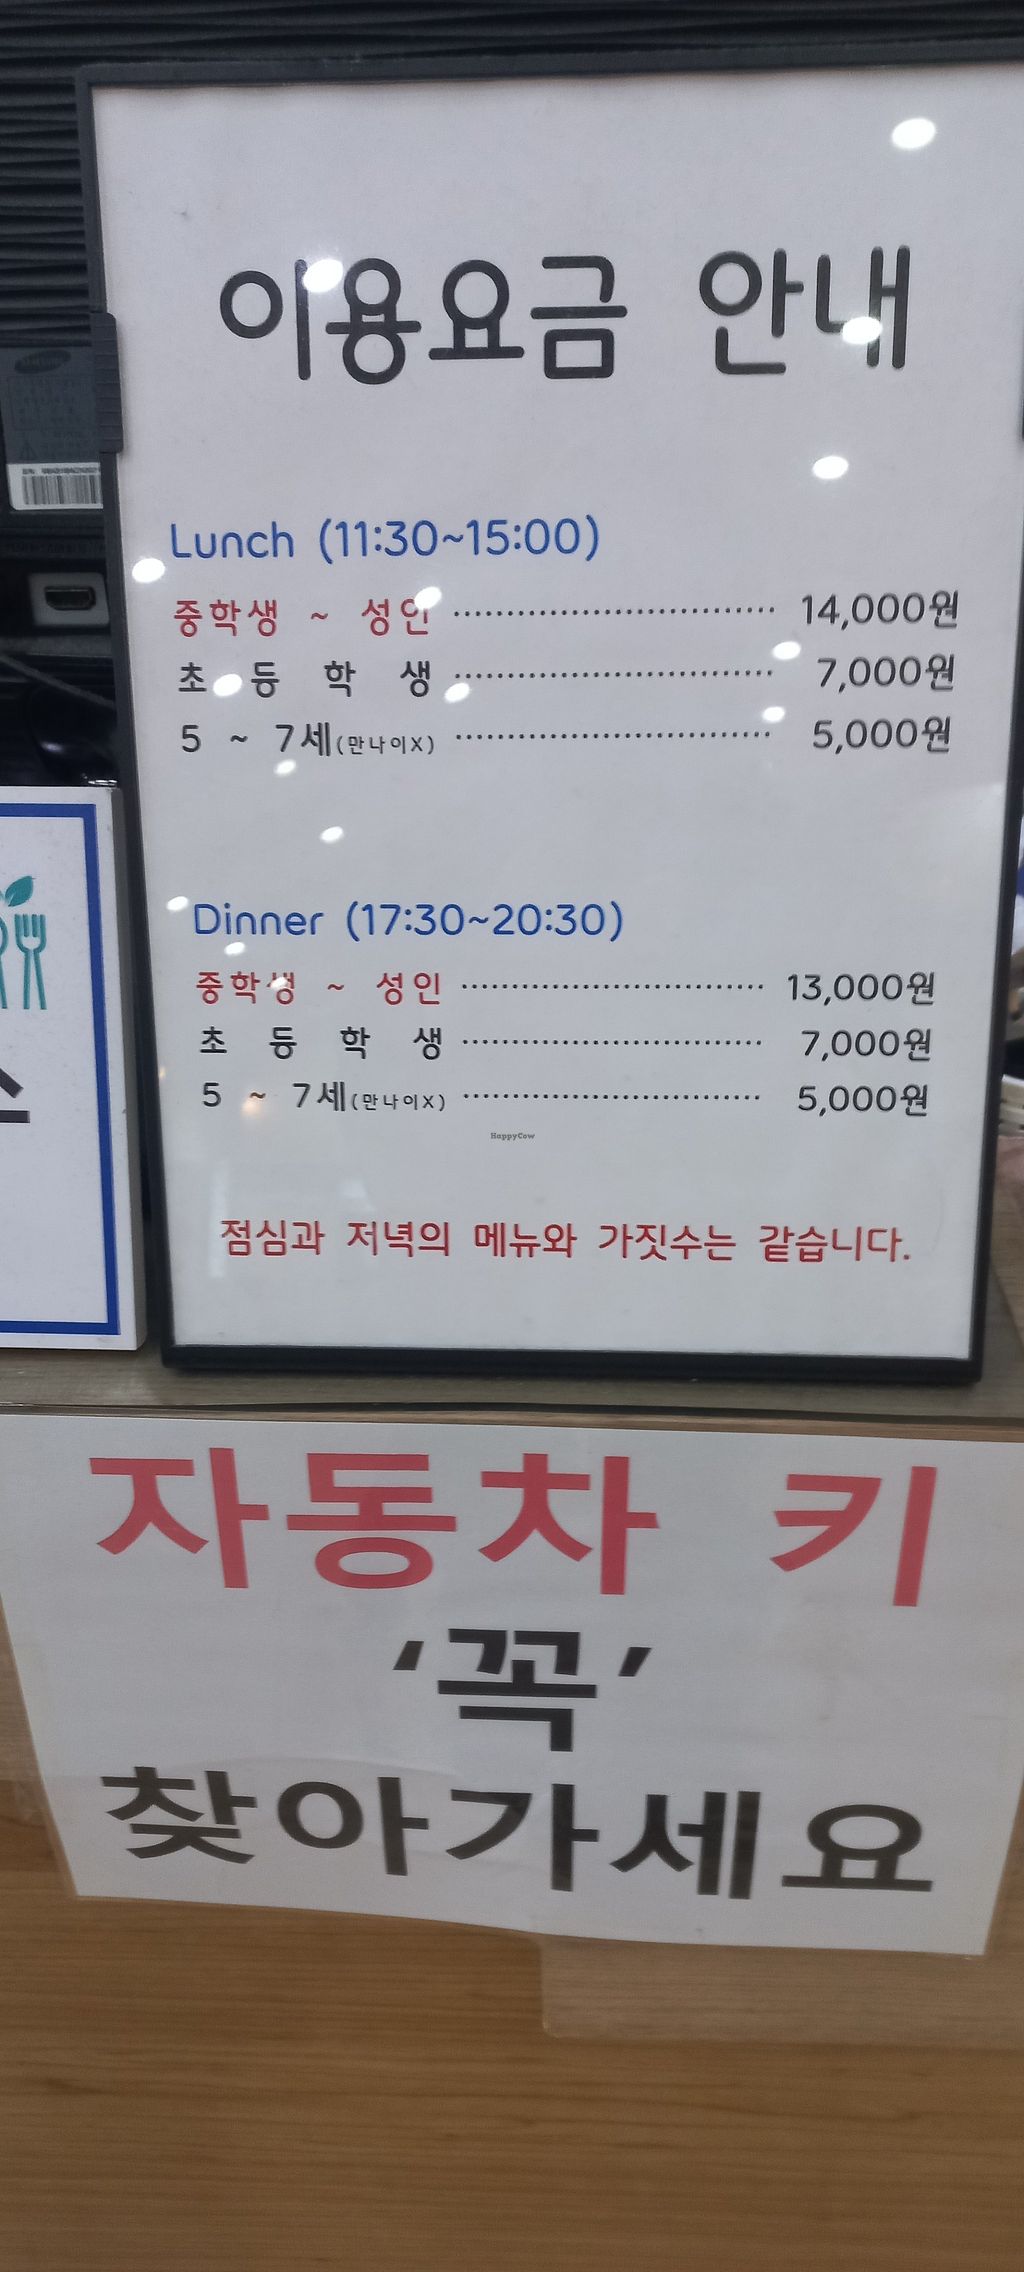 이용요금 안내
Lunch (11:30~15:00)
중학생 ~ 성인 ······························ 14,000원
초 등 학 생 ······························ 7,000원
5 ~ 7세(만나이X) ······························ 5,000원
Dinner (17:30~20:30)
중학생 ~ 성인 ······························ 13,000원
초 등 학 생 ······························ 7,000원
5 ~ 7세(만나이X) ······························ 5,000원
HappyCow
점심과 저녁의 메뉴와 가짓수는 같습니다.
자동차 키
‘꼭’
찾아가세요